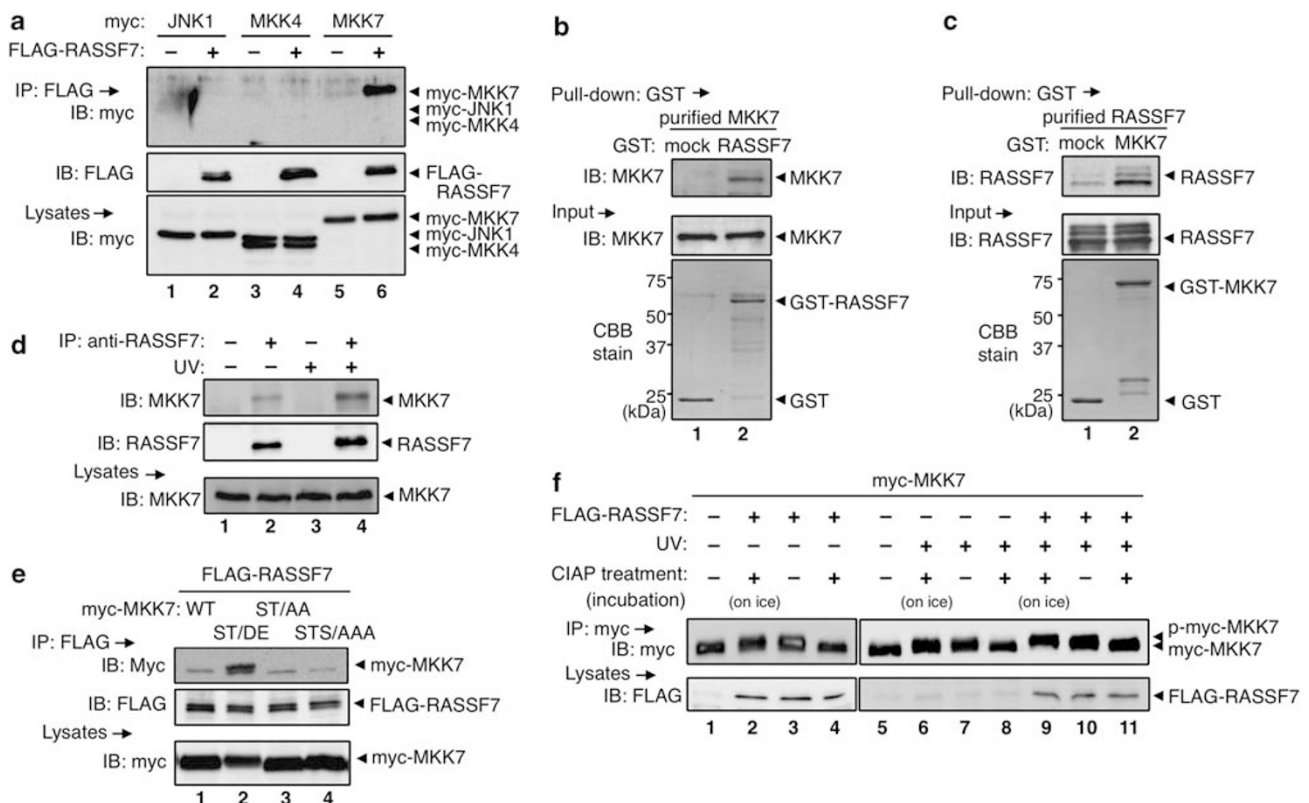 a
myc: JNK1 MKK4 MKK7
FLAG-RASSF7: – + – + – +
IP: FLAG →
IB: myc
◄ myc-MKK7
◄ myc-JNK1
◄ myc-MKK4
IB: FLAG ◄ FLAG-RASSF7
Lysates →
IB: myc
◄ myc-MKK7
◄ myc-JNK1
◄ myc-MKK4
1 2 3 4 5 6
b
Pull-down: GST →
purified MKK7
GST: mock RASSF7
IB: MKK7 ◄ MKK7
Input →
IB: MKK7 ◄ MKK7
75
◄ GST-RASSF7
50
CBB stain
37
25
(kDa)
◄ GST
1 2
c
Pull-down: GST →
purified RASSF7
GST: mock MKK7
IB: RASSF7 ◄ RASSF7
Input →
IB: RASSF7 ◄ RASSF7
75
◄ GST-MKK7
50
CBB stain
37
25
(kDa)
◄ GST
1 2
d
IP: anti-RASSF7: – + – +
UV: – – + +
IB: MKK7 ◄ MKK7
IB: RASSF7 ◄ RASSF7
Lysates →
IB: MKK7 ◄ MKK7
1 2 3 4
e
FLAG-RASSF7
myc-MKK7: WT ST/AA
ST/DE STS/AAA
IP: FLAG →
IB: Myc ◄ myc-MKK7
IB: FLAG ◄ FLAG-RASSF7
Lysates →
IB: myc ◄ myc-MKK7
1 2 3 4
f
myc-MKK7
FLAG-RASSF7: – + + + – – – – + + +
UV: – – – – – + + + + + +
CIAP treatment: – + – + – + – + + – +
(incubation) (on ice) (on ice) (on ice)
IP: myc → ◄ p-myc-MKK7
IB: myc ◄ myc-MKK7
Lysates →
IB: FLAG ◄ FLAG-RASSF7
1 2 3 4 5 6 7 8 9 10 11